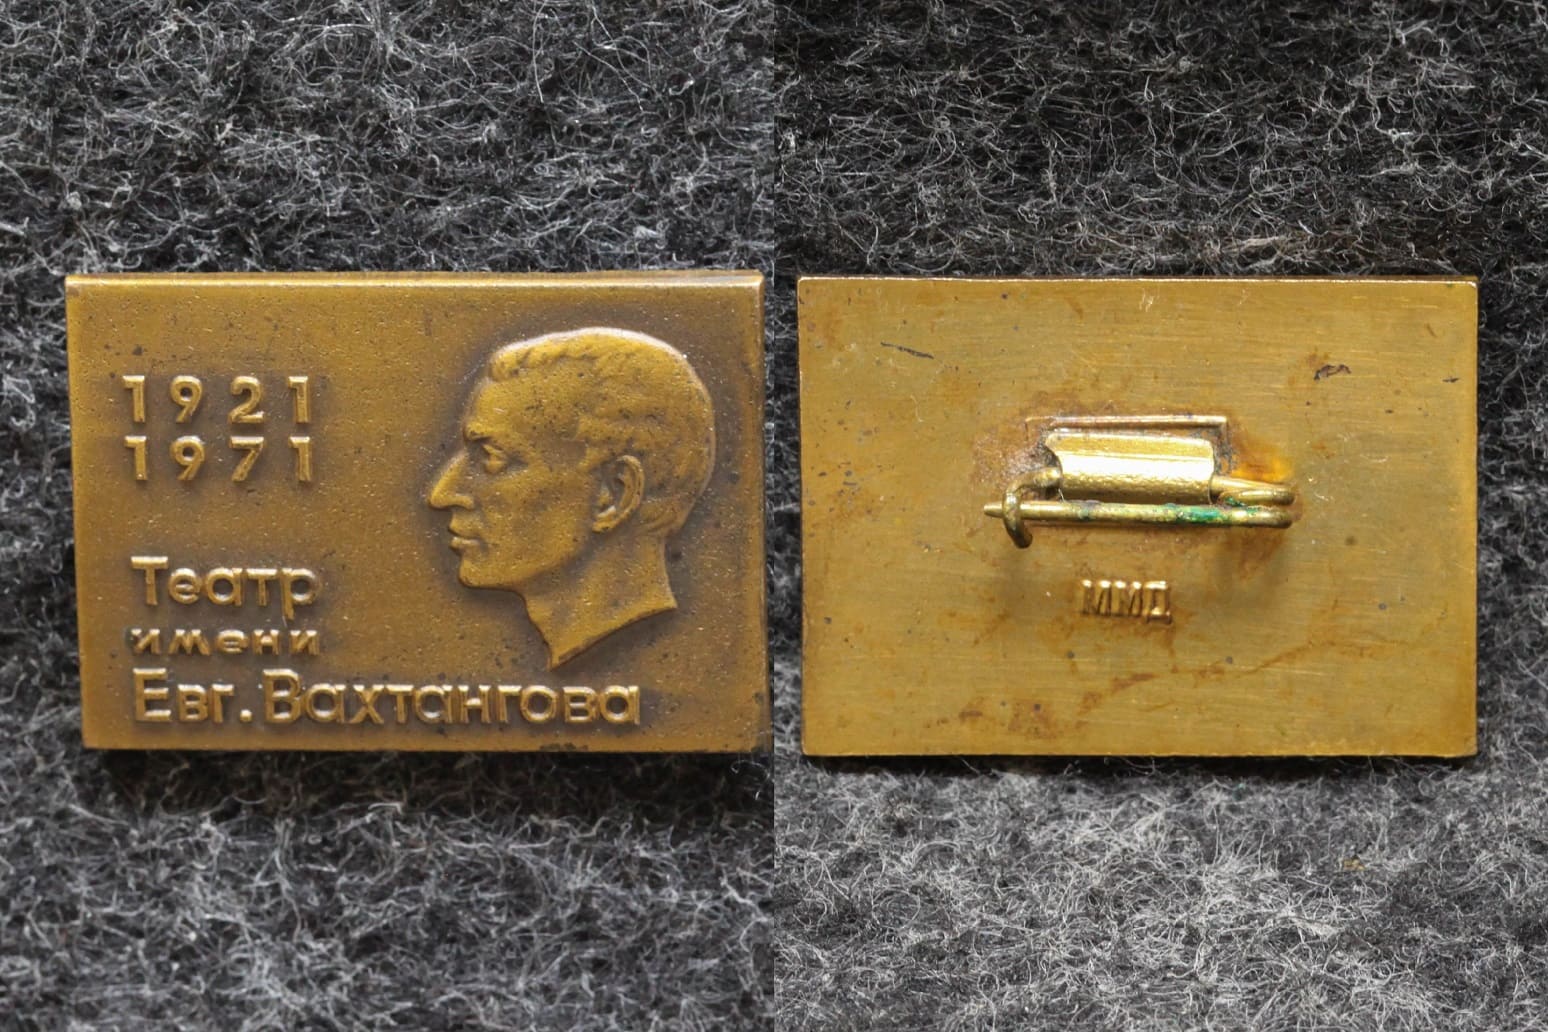 1921
1971
Театр
имени
Евг. Вахтангова
ММД